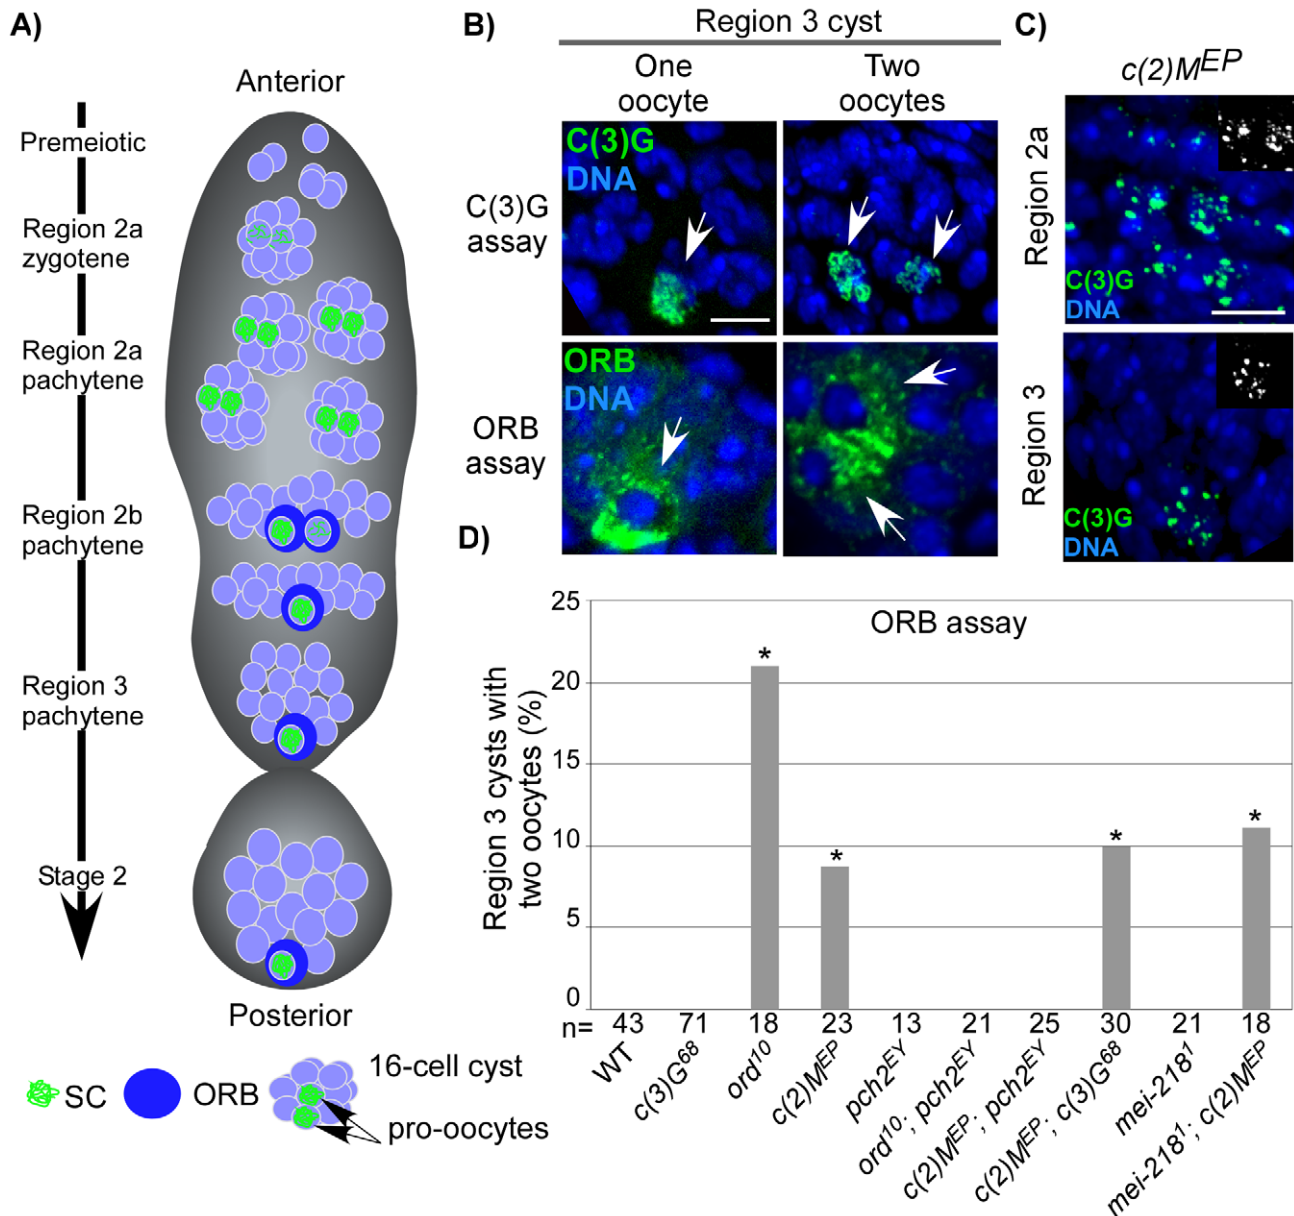 A)
Anterior
Premeiotic
Region 2a
zygotene
Region 2a
pachytene
Region 2b
pachytene
Region 3
pachytene
Stage 2
Posterior
SC
ORB
16-cell cyst
pro-oocytes
B)
Region 3 cyst
One
oocyte
Two
oocytes
C(3)G
assay
C(3)G
DNA
ORB
assay
ORB
DNA
C)
c(2)M^EP
Region 2a
C(3)G
DNA
Region 3
C(3)G
DNA
D)
ORB assay
Region 3 cysts with
two oocytes (%)
25
20
15
10
5
0
* * * *
n= 43 71 18 23 13 21 25 30 21 18
WT
c(3)G^68
ord^10
c(2)M^EP
pch2^EY
ord^10; pch2^EY
c(2)M^EP; pch2^EY
c(2)M^EP; c(3)G^68
mei-218^1
mei-218^1; c(2)M^EP